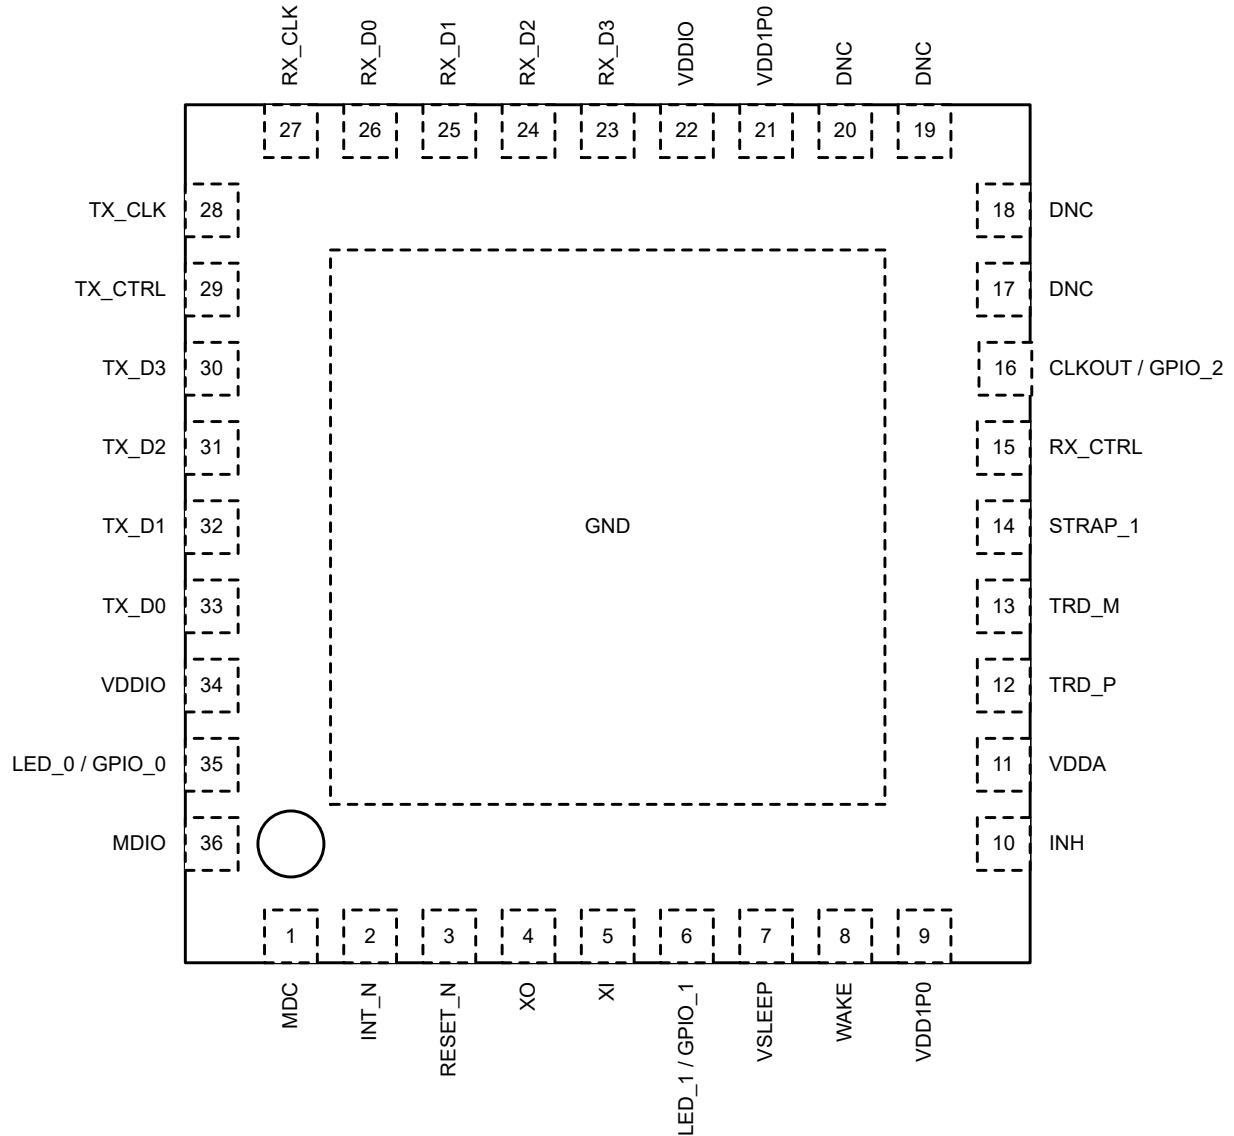 RX_CLK
RX_D0
RX_D1
RX_D2
RX_D3
VDDIO
VDD1P0
DNC
DNC
27 26 25 24 23 22 21 20 19
TX_CLK 28 18 DNC
TX_CTRL 29 17 DNC
TX_D3 30 16 CLKOUT / GPIO_2
TX_D2 31 15 RX_CTRL
TX_D1 32 GND 14 STRAP_1
TX_D0 33 13 TRD_M
VDDIO 34 12 TRD_P
LED_0 / GPIO_0 35 11 VDDA
MDIO 36 10 INH
1 2 3 4 5 6 7 8 9
MDC
INT_N
RESET_N
XO
XI
LED_1 / GPIO_1
VSLEEP
WAKE
VDD1P0